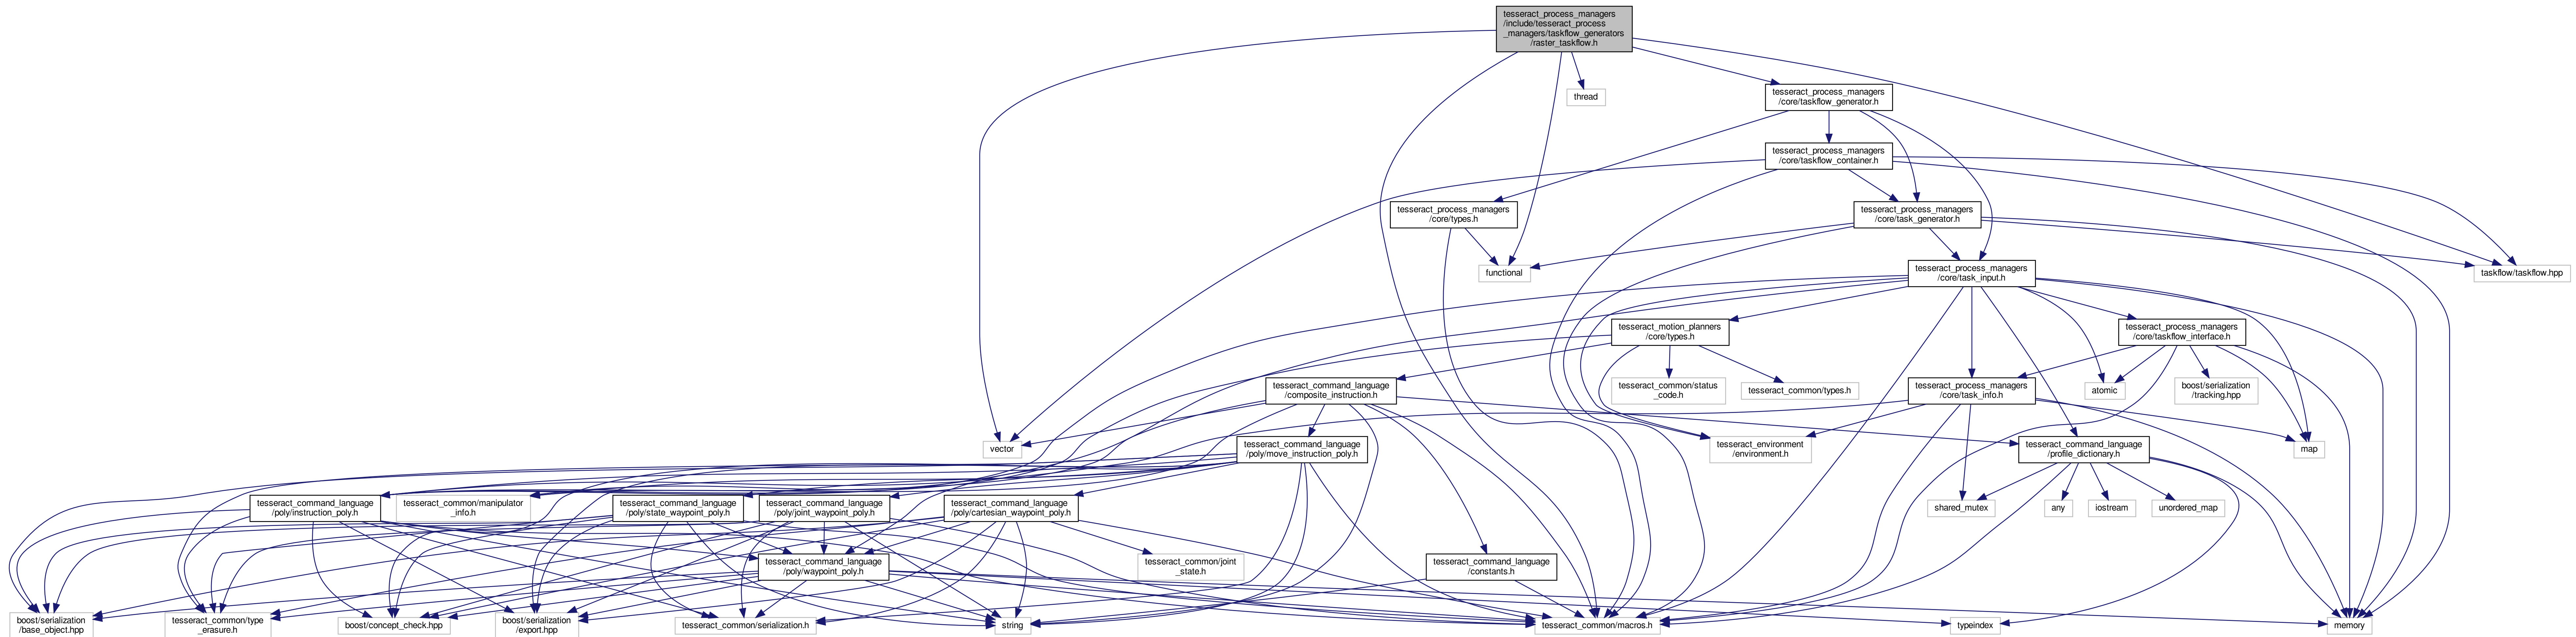 tesseract_process_managers
/include/tesseract_process
_managers/taskflow_generators
/raster_taskflow.h
thread
tesseract_process_managers
/core/taskflow_generator.h
tesseract_process_managers
/core/taskflow_container.h
tesseract_process_managers
/core/types.h
tesseract_process_managers
/core/task_generator.h
functional
tesseract_process_managers
/core/task_input.h
taskflow/taskflow.hpp
tesseract_motion_planners
/core/types.h
tesseract_process_managers
/core/taskflow_interface.h
tesseract_command_language
/composite_instruction.h
tesseract_common/status
_code.h
tesseract_common/types.h
tesseract_process_managers
/core/task_info.h
atomic
boost/serialization
/tracking.hpp
vector
tesseract_command_language
/poly/move_instruction_poly.h
tesseract_environment
/environment.h
tesseract_command_language
/profile_dictionary.h
map
tesseract_command_language
/poly/instruction_poly.h
tesseract_common/manipulator
_info.h
tesseract_command_language
/poly/state_waypoint_poly.h
tesseract_command_language
/poly/joint_waypoint_poly.h
tesseract_command_language
/poly/cartesian_waypoint_poly.h
shared_mutex
any
iostream
unordered_map
tesseract_command_language
/poly/waypoint_poly.h
tesseract_common/joint
_state.h
tesseract_command_language
/constants.h
boost/serialization
/base_object.hpp
tesseract_common/type
_erasure.h
boost/concept_check.hpp
boost/serialization
/export.hpp
tesseract_common/serialization.h
string
tesseract_common/macros.h
typeindex
memory